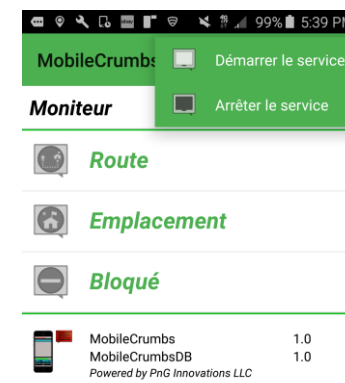 99% 5:39 PM
MobileCrumbs
Démarrer le service
Arrêter le service
Moniteur
Route
Emplacement
Bloqué
MobileCrumbs 1.0
MobileCrumbsDB 1.0
Powered by PnG Innovations LLC